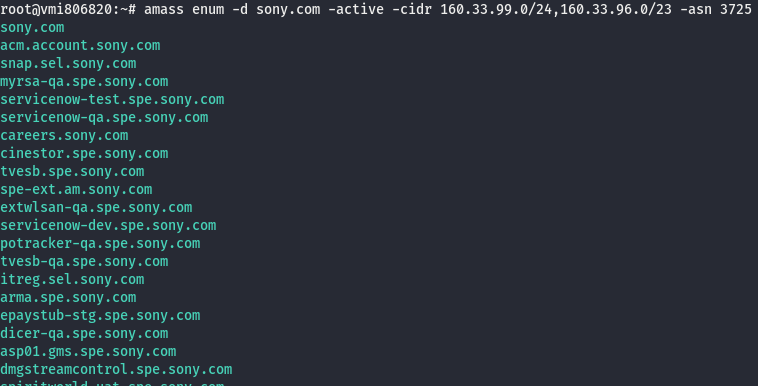 root@vmi806820:~# amass enum -d sony.com -active -cidr 160.33.99.0/24,160.33.96.0/23 -asn 3725
sony.com
acm.account.sony.com
snap.sel.sony.com
myrsa-qa.spe.sony.com
servicenow-test.spe.sony.com
servicenow-qa.spe.sony.com
careers.sony.com
cinestor.spe.sony.com
tvesb.spe.sony.com
spe-ext.am.sony.com
extwlsan-qa.spe.sony.com
servicenow-dev.spe.sony.com
potracker-qa.spe.sony.com
tvesb-qa.spe.sony.com
itreg.sel.sony.com
arma.spe.sony.com
epaystub-stg.spe.sony.com
dicer-qa.spe.sony.com
asp01.gms.spe.sony.com
dmgstreamcontrol.spe.sony.com
spiritworld-uat.spe.sony.com